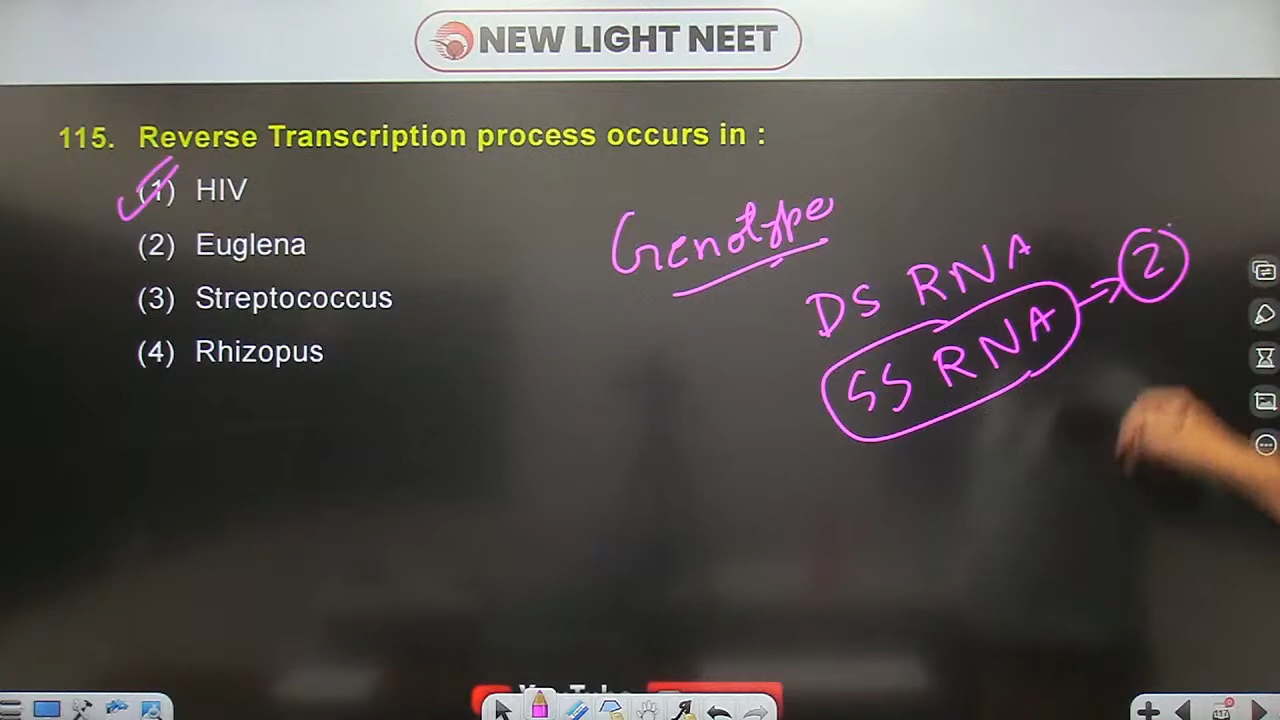 NEW LIGHT NEET
115. Reverse Transcription process occurs in :
(1) HIV
(2) Euglena
(3) Streptococcus
(4) Rhizopus
Genotype
DS RNA
SS RNA → 2
YouTube